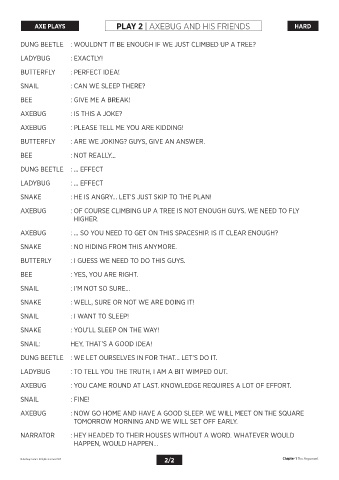 AXE PLAYS
PLAY 2 | AXEBUG AND HIS FRIENDS
HARD
DUNG BEETLE : WOULDN'T IT BE ENOUGH IF WE JUST CLIMBED UP A TREE?
LADYBUG : EXACTLY!
BUTTERFLY : PERFECT IDEA!
SNAIL : CAN WE SLEEP THERE?
BEE : GIVE ME A BREAK!
AXEBUG : IS THIS A JOKE?
AXEBUG : PLEASE TELL ME YOU ARE KIDDING!
BUTTERFLY : ARE WE JOKING? GUYS, GIVE AN ANSWER.
BEE : NOT REALLY...
DUNG BEETLE : ... EFFECT
LADYBUG : ... EFFECT
SNAKE : HE IS ANGRY... LET'S JUST SKIP TO THE PLAN!
AXEBUG : OF COURSE CLIMBING UP A TREE IS NOT ENOUGH GUYS. WE NEED TO FLY
HIGHER.
AXEBUG : ... SO YOU NEED TO GET ON THIS SPACESHIP. IS IT CLEAR ENOUGH?
SNAKE : NO HIDING FROM THIS ANYMORE.
BUTTERLY : I GUESS WE NEED TO DO THIS GUYS.
BEE : YES, YOU ARE RIGHT.
SNAIL : I'M NOT SO SURE...
SNAKE : WELL, SURE OR NOT WE ARE DOING IT!
SNAIL : I WANT TO SLEEP!
SNAKE : YOU'LL SLEEP ON THE WAY!
SNAIL: HEY, THAT'S A GOOD IDEA!
DUNG BEETLE : WE LET OURSELVES IN FOR THAT... LET'S DO IT.
LADYBUG : TO TELL YOU THE TRUTH, I AM A BIT WIMPED OUT.
AXEBUG : YOU CAME ROUND AT LAST. KNOWLEDGE REQUIRES A LOT OF EFFORT.
SNAIL : FINE!
AXEBUG : NOW GO HOME AND HAVE A GOOD SLEEP. WE WILL MEET ON THE SQUARE
TOMORROW MORNING AND WE WILL SET OFF EARLY.
NARRATOR : HEY HEADED TO THEIR HOUSES WITHOUT A WORD. WHATEVER WOULD
HAPPEN, WOULD HAPPEN...
2/2
Chapter 1